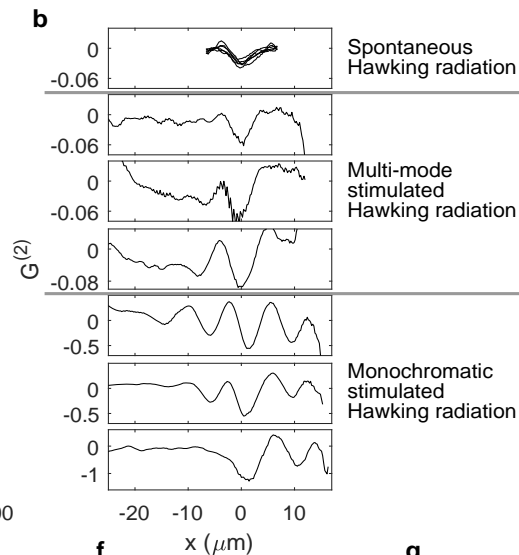 b
0
-0.06
Spontaneous
Hawking radiation
0
-0.06
0
-0.06
Multi-mode
stimulated
Hawking radiation
0
-0.08
G(2)
0
-0.5
0
-0.5
Monochromatic
stimulated
Hawking radiation
0
-1
00
-20 -10 0 10
x (μm)
f